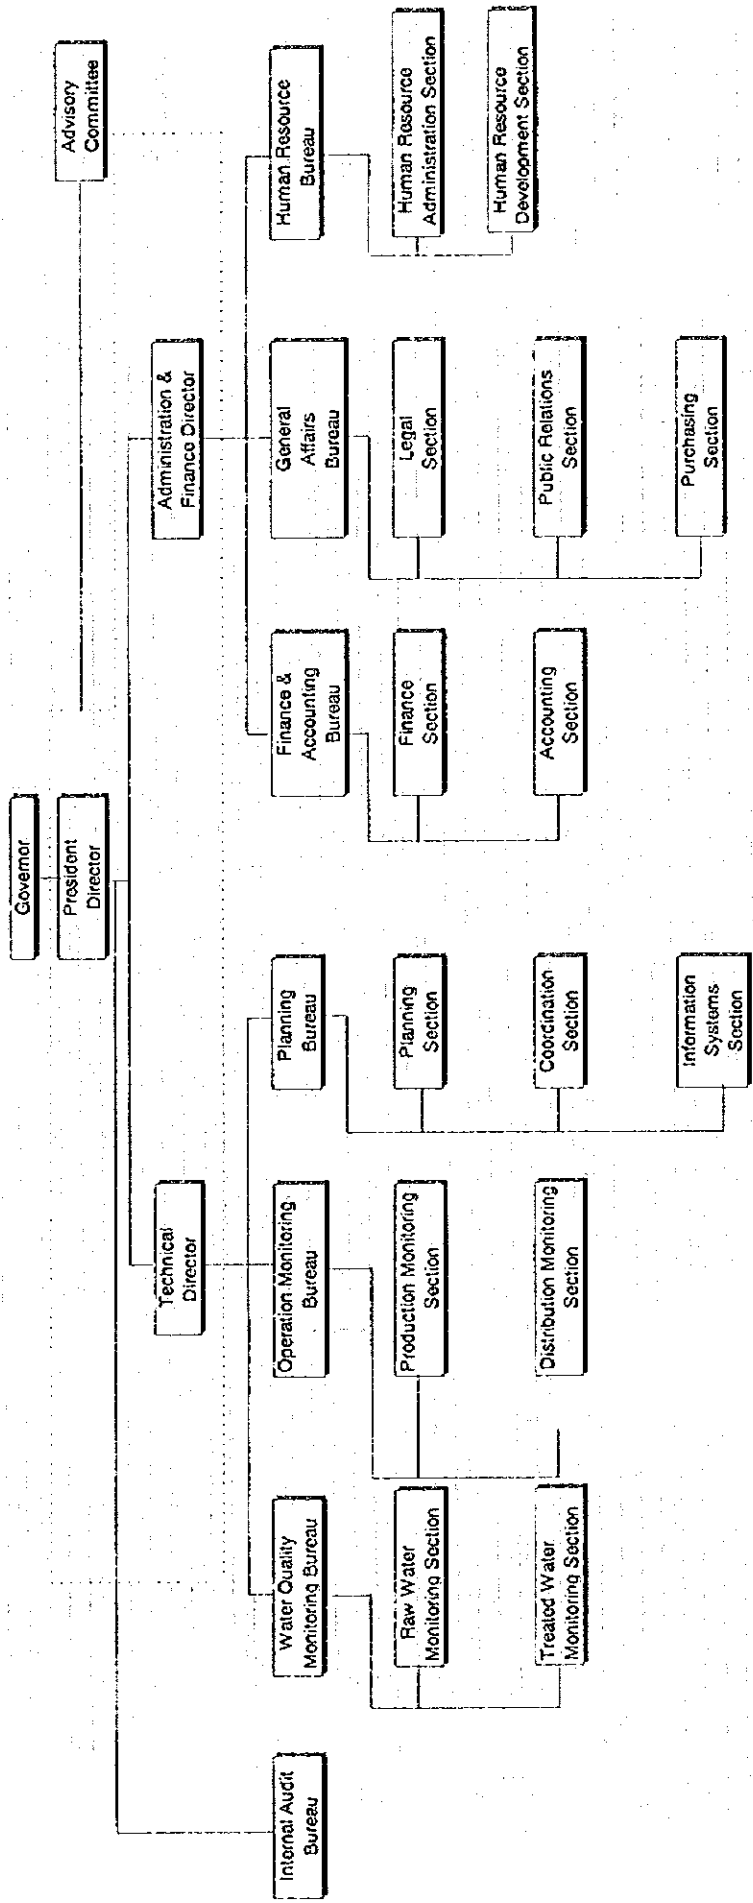 Governor
President
Director
Advisory
Committee
Technical
Director
Administration &
Finance Director
Internal Audit
Bureau
Water Quality
Monitoring Bureau
Operation Monitoring
Bureau
Planning
Bureau
Finance &
Accounting
Bureau
General
Affairs
Bureau
Human Resource
Bureau
Raw Water
Monitoring Section
Production Monitoring
Section
Planning
Section
Finance
Section
Legal
Section
Human Resource
Administration Section
Treated Water
Monitoring Section
Distribution Monitoring
Section
Coordination
Section
Accounting
Section
Public Relations
Section
Human Resource
Development Section
Information
Systems
Section
Purchasing
Section